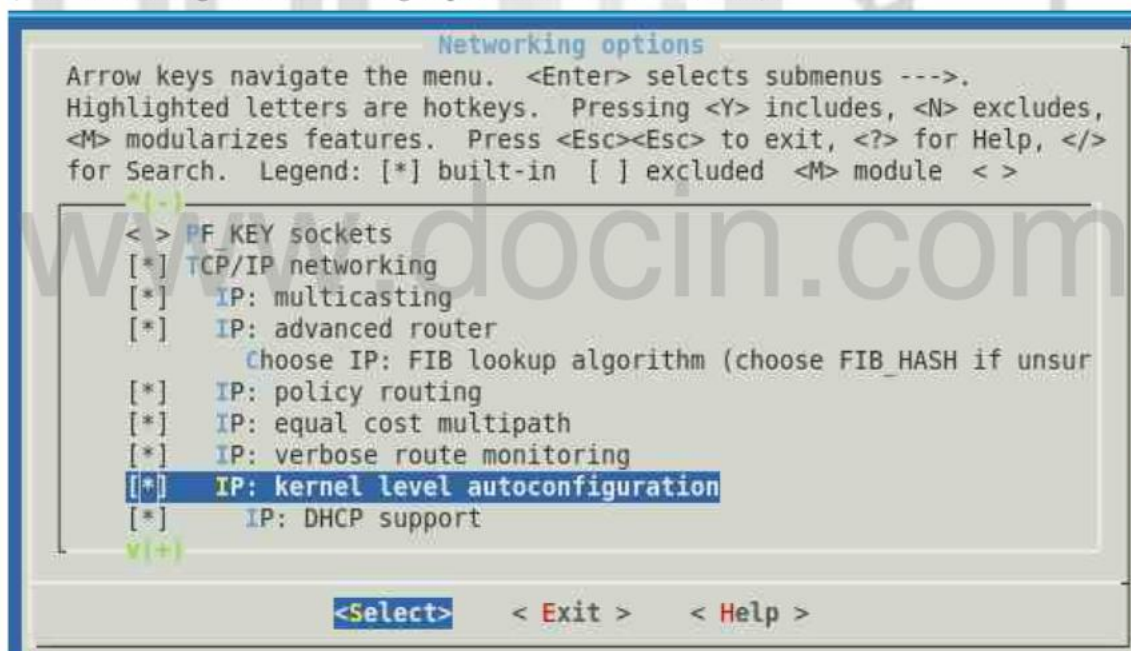 Networking options
Arrow keys navigate the menu.  <Enter> selects submenus --->.
Highlighted letters are hotkeys.  Pressing <Y> includes, <N> excludes,
<M> modularizes features.  Press <Esc><Esc> to exit, <?> for Help, </>
for Search.  Legend: [*] built-in  [ ] excluded  <M> module  < >
^(-)
< > PF_KEY sockets
[*] TCP/IP networking
[*]   IP: multicasting
[*]   IP: advanced router
Choose IP: FIB lookup algorithm (choose FIB_HASH if unsur
[*]   IP: policy routing
[*]   IP: equal cost multipath
[*]   IP: verbose route monitoring
[*]   IP: kernel level autoconfiguration
[*]     IP: DHCP support
v(+)
<Select>    < Exit >    < Help >
www.docin.com